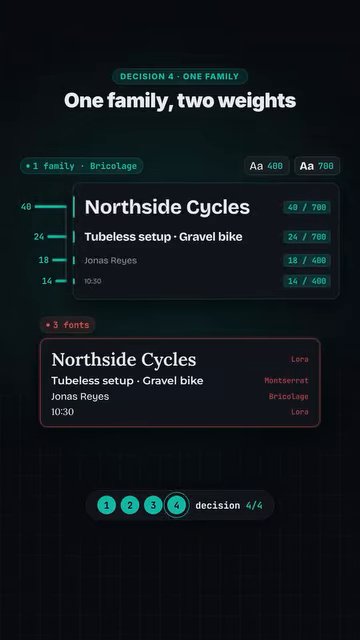 DECISION 4 · ONE FAMILY
One family, two weights
1 family · Bricolage
Aa 400
Aa 700
40
Northside Cycles
40 / 700
24
Tubeless setup · Gravel bike
24 / 700
18
Jonas Reyes
18 / 400
14
10:30
14 / 400
3 fonts
Northside Cycles
Lora
Tubeless setup · Gravel bike
Montserrat
Jonas Reyes
Bricolage
10:30
Lora
1 2 3 4 decision 4/4